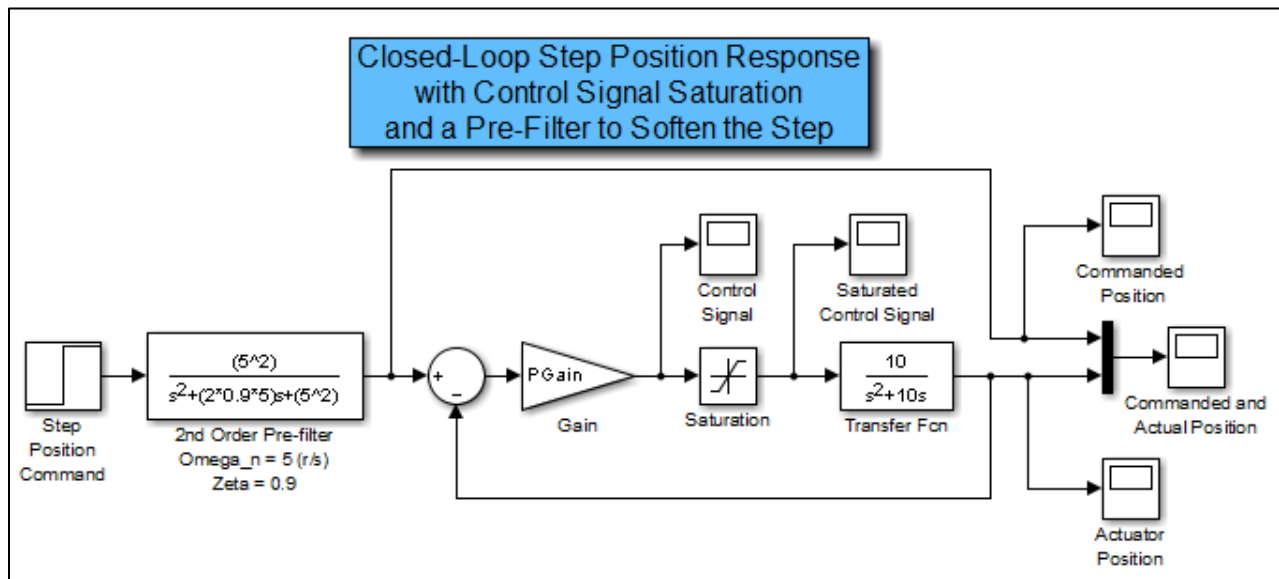 Closed-Loop Step Position Response
with Control Signal Saturation
and a Pre-Filter to Soften the Step
Commanded
Position
Control
Signal
Saturated
Control Signal
(5^2)
s²+(2*0.9*5)s+(5^2)
+
−
PGain
10
s²+10s
Step
Position
Command
2nd Order Pre-filter
Omega_n = 5 (r/s)
Zeta = 0.9
Gain
Saturation
Transfer Fcn
Commanded and
Actual Position
Actuator
Position